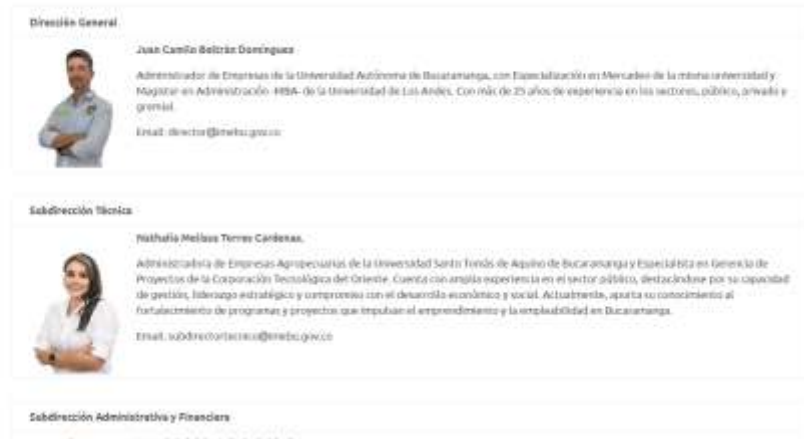 Dirección General
Juan Camilo Beltrán Domínguez
Administrador de Empresas de la Universidad Autónoma de Bucaramanga, con Especialización en Mercadeo de la misma universidad y
Magister en Administración -MBA- de la Universidad de Los Andes. Con más de 25 años de experiencia en los sectores, público, privado y
gremial.
Email: director@imebu.gov.co
Subdirección Técnica
Nathalia Melissa Torres Cardenas.
Administradora de Empresas Agropecuarias de la Universidad Santo Tomás de Aquino de Bucaramanga y Especialista en Gerencia de
Proyectos de la Corporación Tecnológica del Oriente. Cuenta con amplia experiencia en el sector público, destacándose por su capacidad
de gestión, liderazgo estratégico y compromiso con el desarrollo económico y social. Actualmente, aporta su conocimiento al
fortalecimiento de programas y proyectos que impulsan el emprendimiento y la empleabilidad en Bucaramanga.
Email: subdirectortecnico@imebu.gov.co
Subdirección Administrativa y Financiera